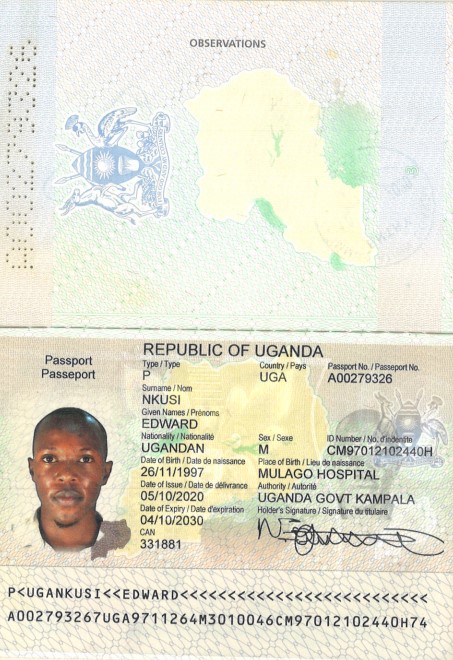 OBSERVATIONS
REPUBLIC OF UGANDA
Passport
Passeport
Type / Type Country / Pays Passport No. / Passeport No.
P UGA A00279326
Surname / Nom
NKUSI
Given Names / Prénoms
EDWARD
Nationality / Nationalité Sex / Sexe ID Number / No. d'indentite
UGANDAN M CM97012102440H
Date of Birth / Date de naissance Place of Birth / Lieu de naissance
26/11/1997 MULAGO HOSPITAL
Date of Issue / Date de délivrance Authority / Autorité
05/10/2020 UGANDA GOVT KAMPALA
Date of Expiry / Date d'expiration Holder's Signature / Signature du titulaire
04/10/2030
CAN
331881
P<UGANKUSI<<EDWARD<<<<<<<<<<<<<<<<<<<<<<<<<<
A002793267UGA9711264M3010046CM97012102440H74